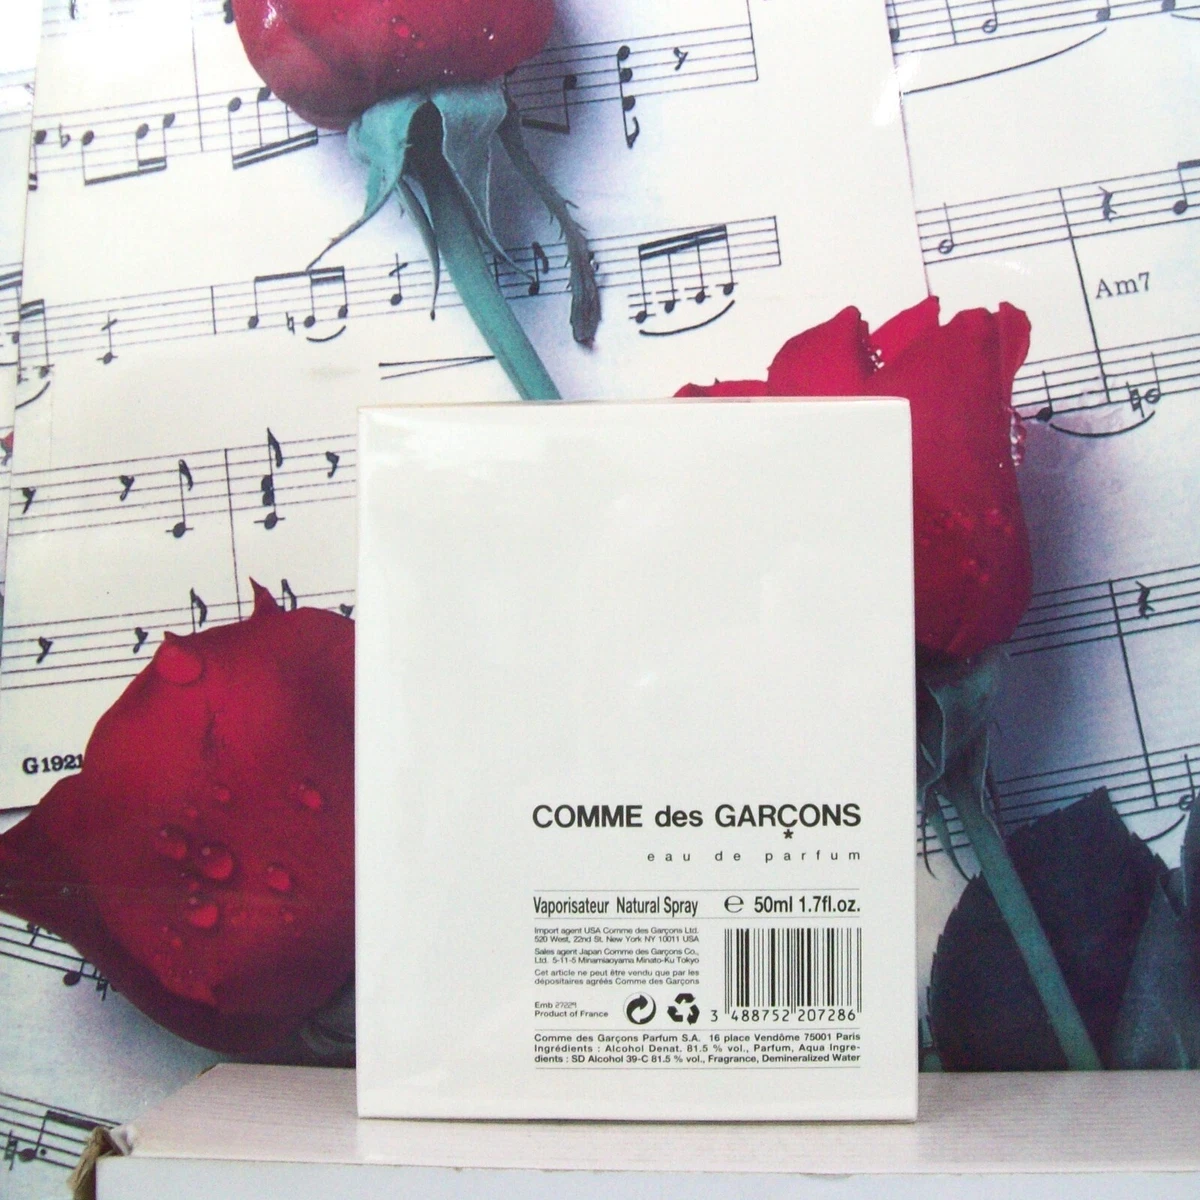 Am7
G1921
COMME des GARÇONS
*
eau de parfum
Vaporisateur Natural Spray ℮ 50ml 1.7fl.oz.
Import agent USA Comme des Garçons Ltd.
520 West, 22nd St. New York NY 10011 USA
Sales agent Japan Comme des Garçons Co.,
Ltd. 5-11-5 Minamiaoyama Minato-Ku Tokyo
Cet article ne peut être vendu que par les
dépositaires agréés Comme des Garçons
Emb
Product of France
3 488752 207286
Comme des Garçons Parfum S.A. 16 place Vendôme 75001 Paris
Ingrédients : Alcohol Denat. 81.5 % vol., Parfum, Aqua Ingre-
dients : SD Alcohol 39-C 81.5 % vol., Fragrance, Demineralized Water